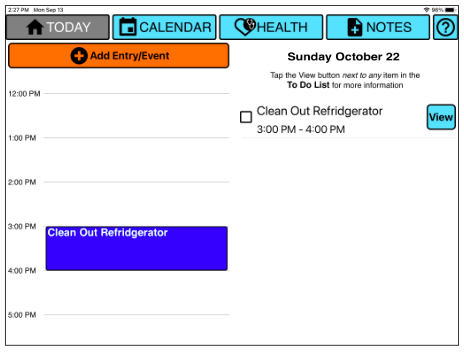 2:27 PM Mon Sep 13
98%
TODAY
CALENDAR
HEALTH
NOTES
?
Add Entry/Event
Sunday October 22
Tap the View button next to any item in the
To Do List for more information
12:00 PM
Clean Out Refridgerator
3:00 PM - 4:00 PM
View
1:00 PM
2:00 PM
3:00 PM
Clean Out Refridgerator
4:00 PM
5:00 PM